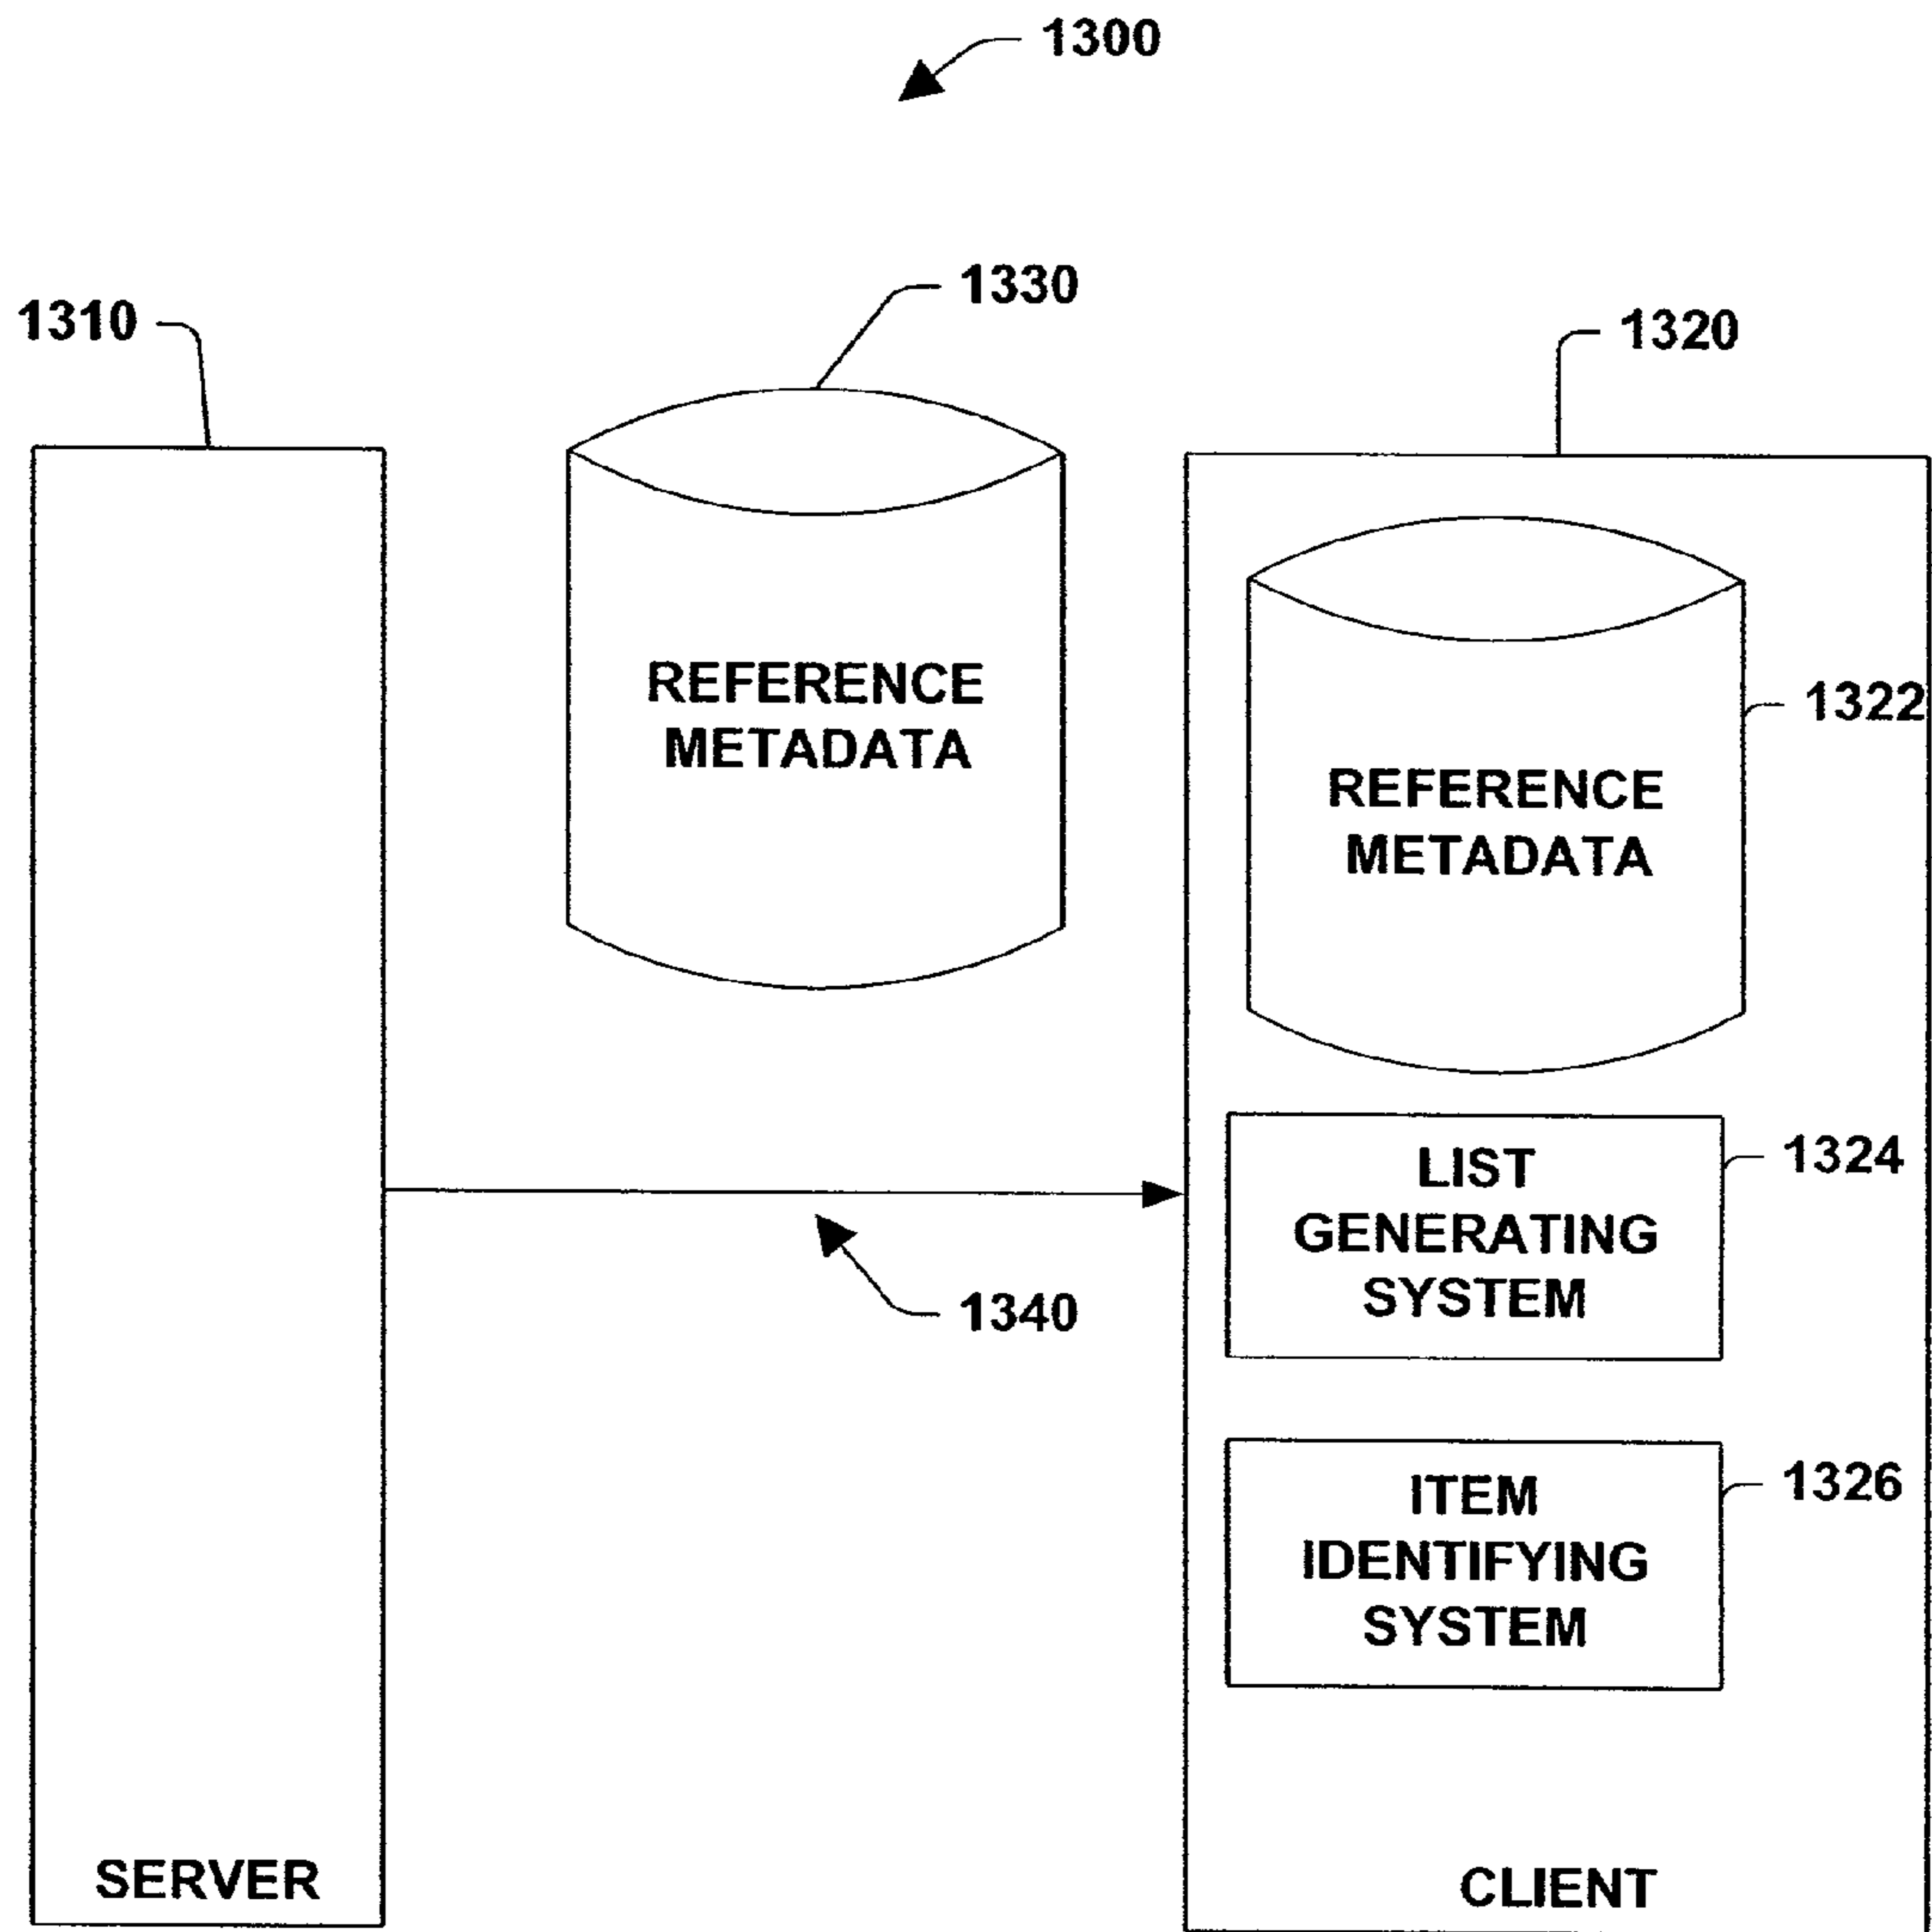 1300
1330
1310
1320
REFERENCE
METADATA
1322
REFERENCE
METADATA
LIST
GENERATING
SYSTEM
1324
1340
ITEM
IDENTIFYING
SYSTEM
1326
SERVER
CLIENT